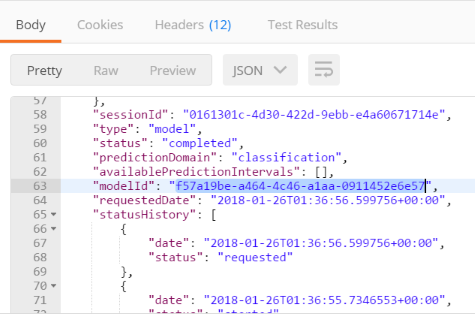 Body Cookies Headers (12) Test Results
Pretty Raw Preview JSON
57 },
58 "sessionId": "0161301c-4d30-422d-9ebb-e4a60671714e",
59 "type": "model",
60 "status": "completed",
61 "predictionDomain": "classification",
62 "availablePredictionIntervals": [],
63 "modelId": "f57a19be-a464-4c46-a1aa-0911452e6e57",
64 "requestedDate": "2018-01-26T01:36:56.599756+00:00",
65 "statusHistory": [
66 {
67 "date": "2018-01-26T01:36:56.599756+00:00",
68 "status": "requested"
69 },
70 {
71 "date": "2018-01-26T01:36:55.7346553+00:00",
72 "status": "started"